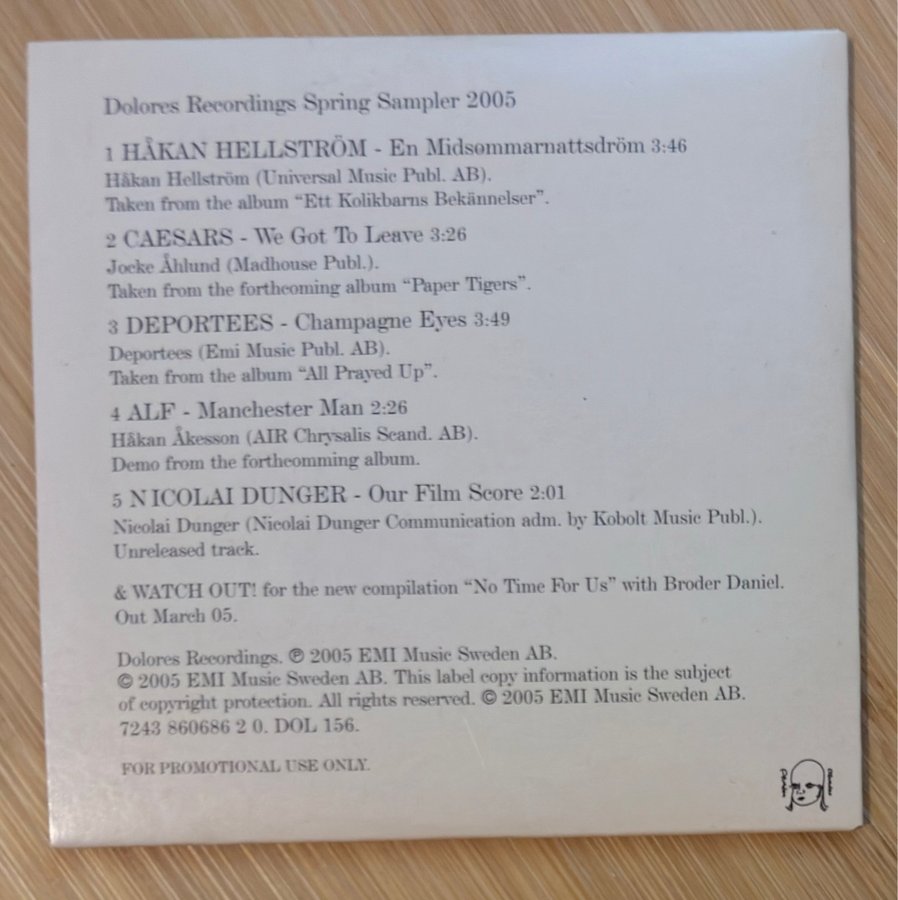 Dolores Recordings Spring Sampler 2005
1 HÅKAN HELLSTRÖM - En Midsommarnattsdröm 3:46
Håkan Hellström (Universal Music Publ. AB).
Taken from the album “Ett Kolikbarns Bekännelser”.
2 CAESARS - We Got To Leave 3:26
Jocke Åhlund (Madhouse Publ.).
Taken from the forthcoming album “Paper Tigers”.
3 DEPORTEES - Champagne Eyes 3:49
Deportees (Emi Music Publ. AB).
Taken from the album “All Prayed Up”.
4 ALF - Manchester Man 2:26
Håkan Åkesson (AIR Chrysalis Scand. AB).
Demo from the forthcomming album.
5 NICOLAI DUNGER - Our Film Score 2:01
Nicolai Dunger (Nicolai Dunger Communication adm. by Kobolt Music Publ.).
Unreleased track.
& WATCH OUT! for the new compilation “No Time For Us” with Broder Daniel.
Out March 05.
Dolores Recordings. ℗ 2005 EMI Music Sweden AB.
© 2005 EMI Music Sweden AB. This label copy information is the subject
of copyright protection. All rights reserved. © 2005 EMI Music Sweden AB.
7243 860686 2 0. DOL 156.
FOR PROMOTIONAL USE ONLY.